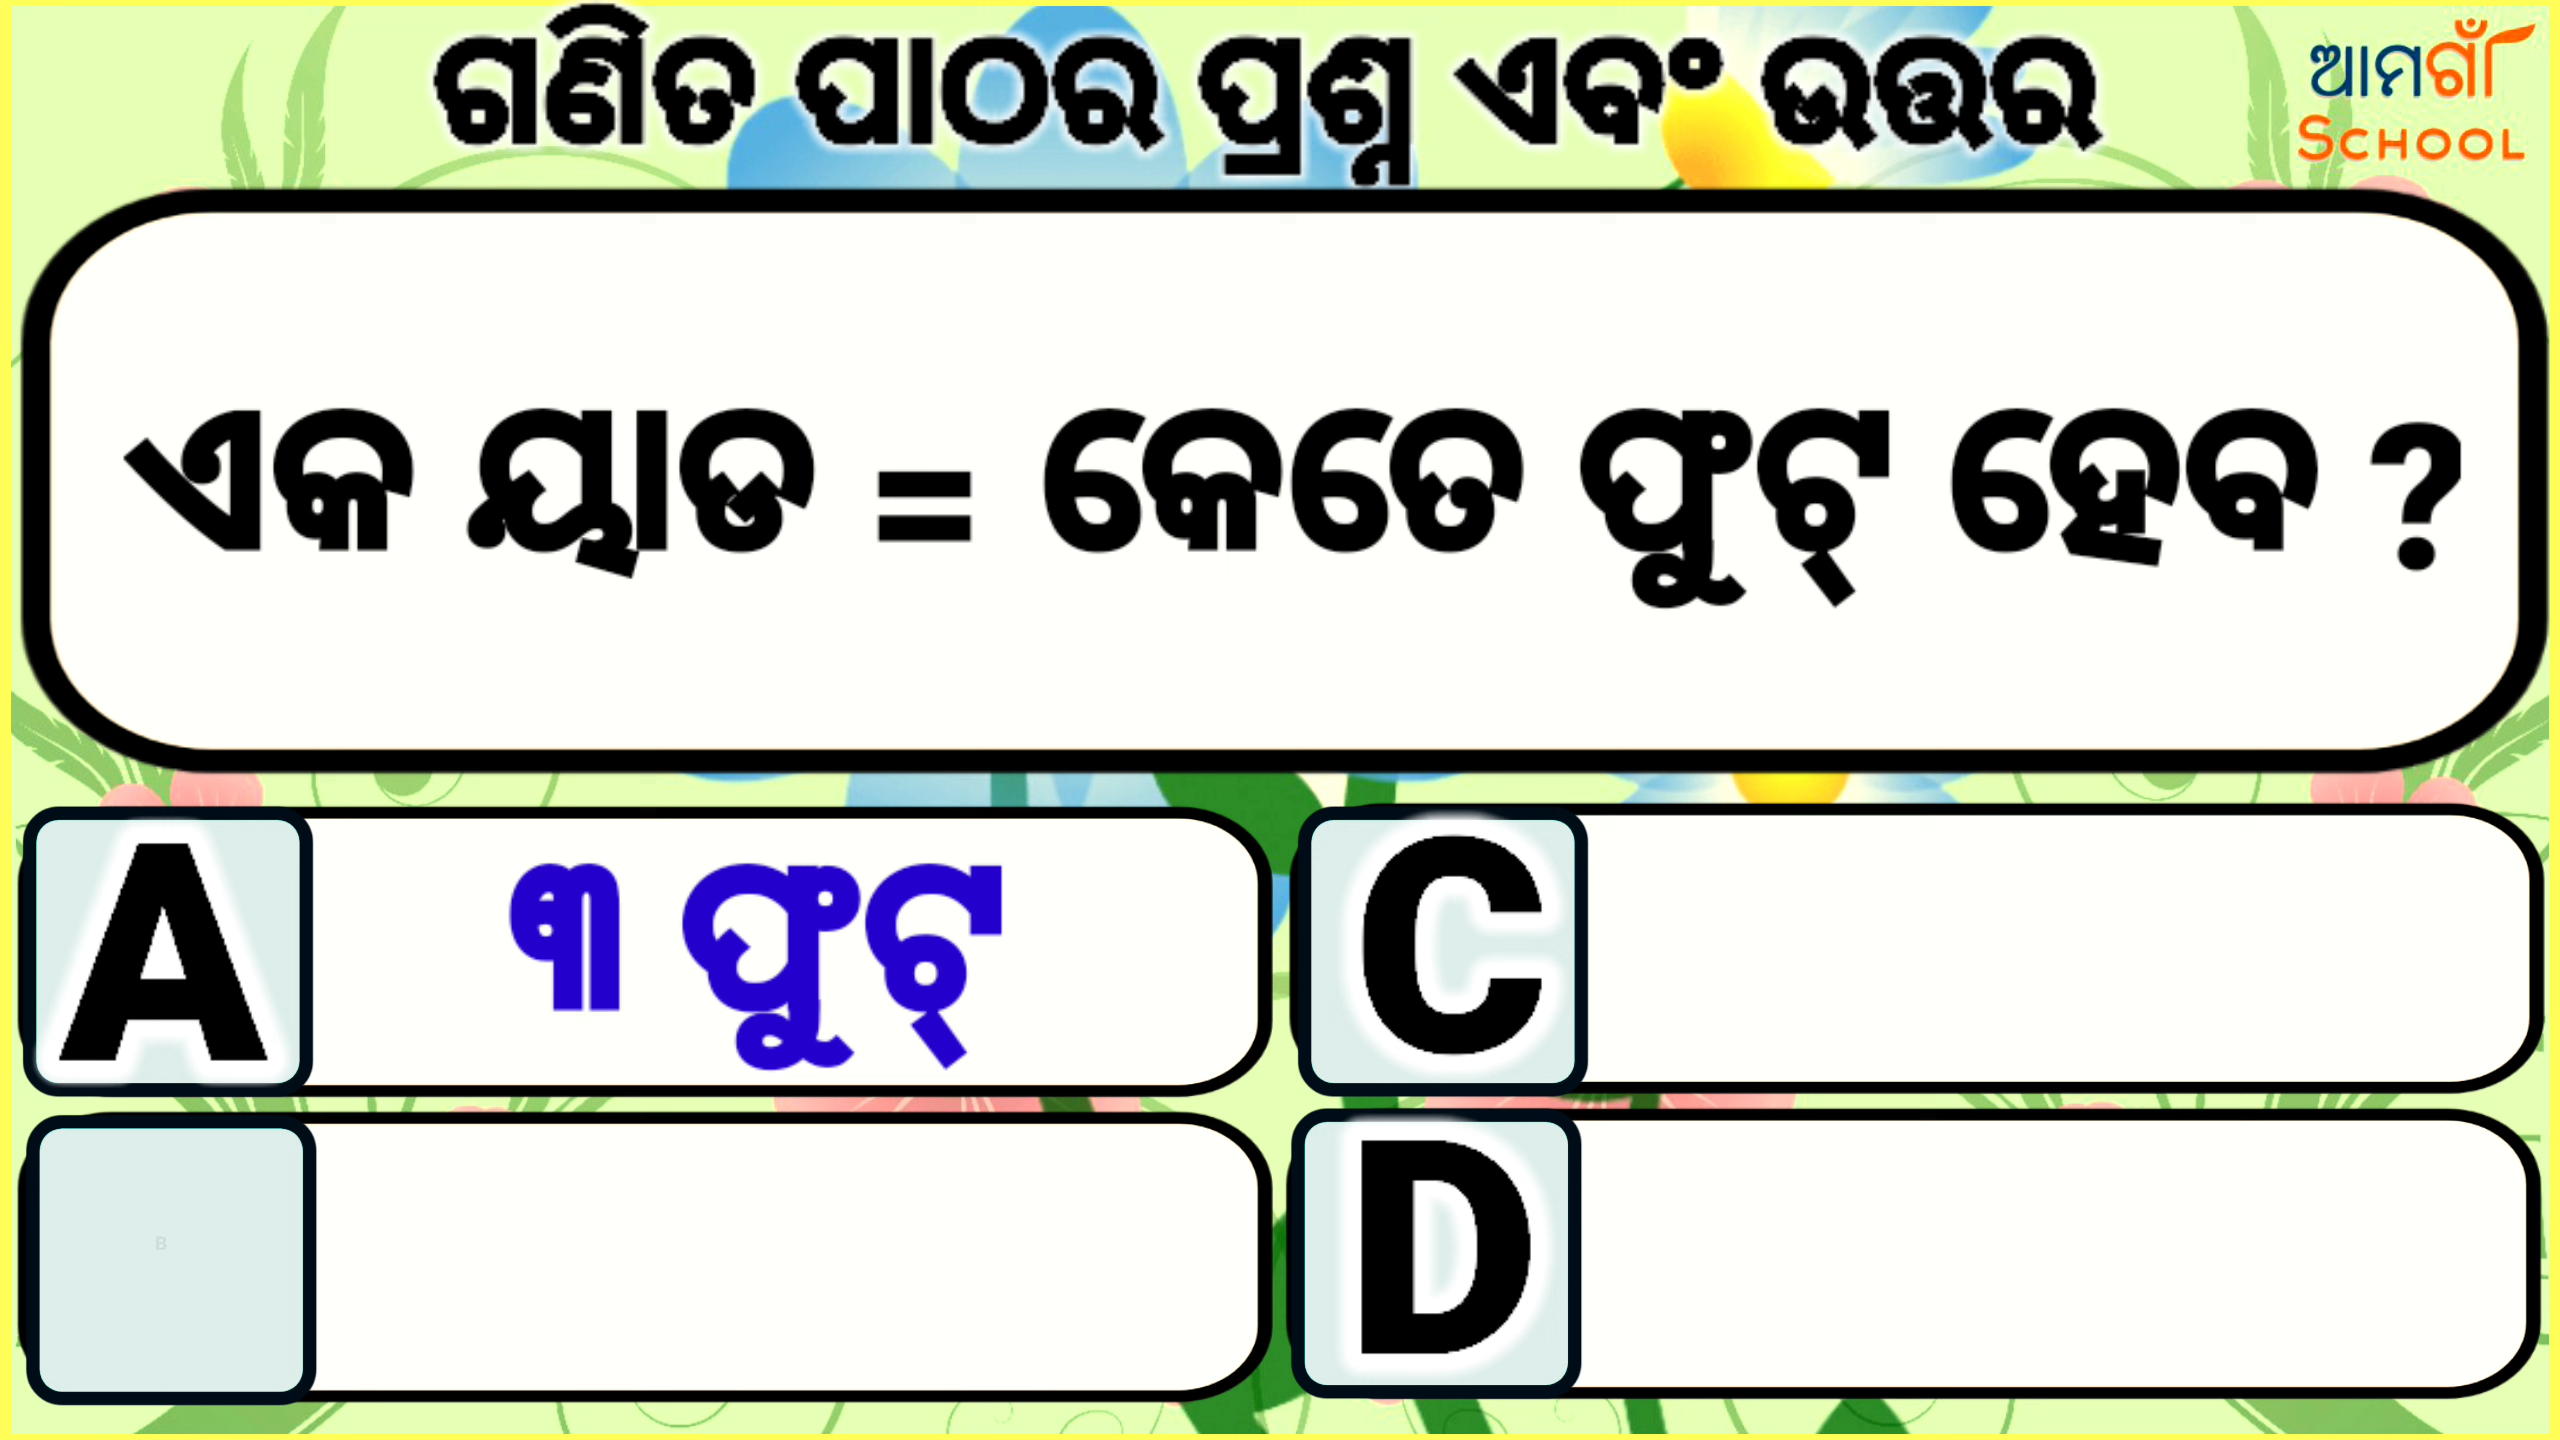 ଗଣିତ ପାଠର ପ୍ରଶ୍ନ ଏବଂ ଉତ୍ତର
ଆମଗାଁ
SCHOOL
ଏକ ୟାଡ = କେତେ ଫୁଟ୍ ହେବ ?
A ୩ ଫୁଟ୍
C
B
D